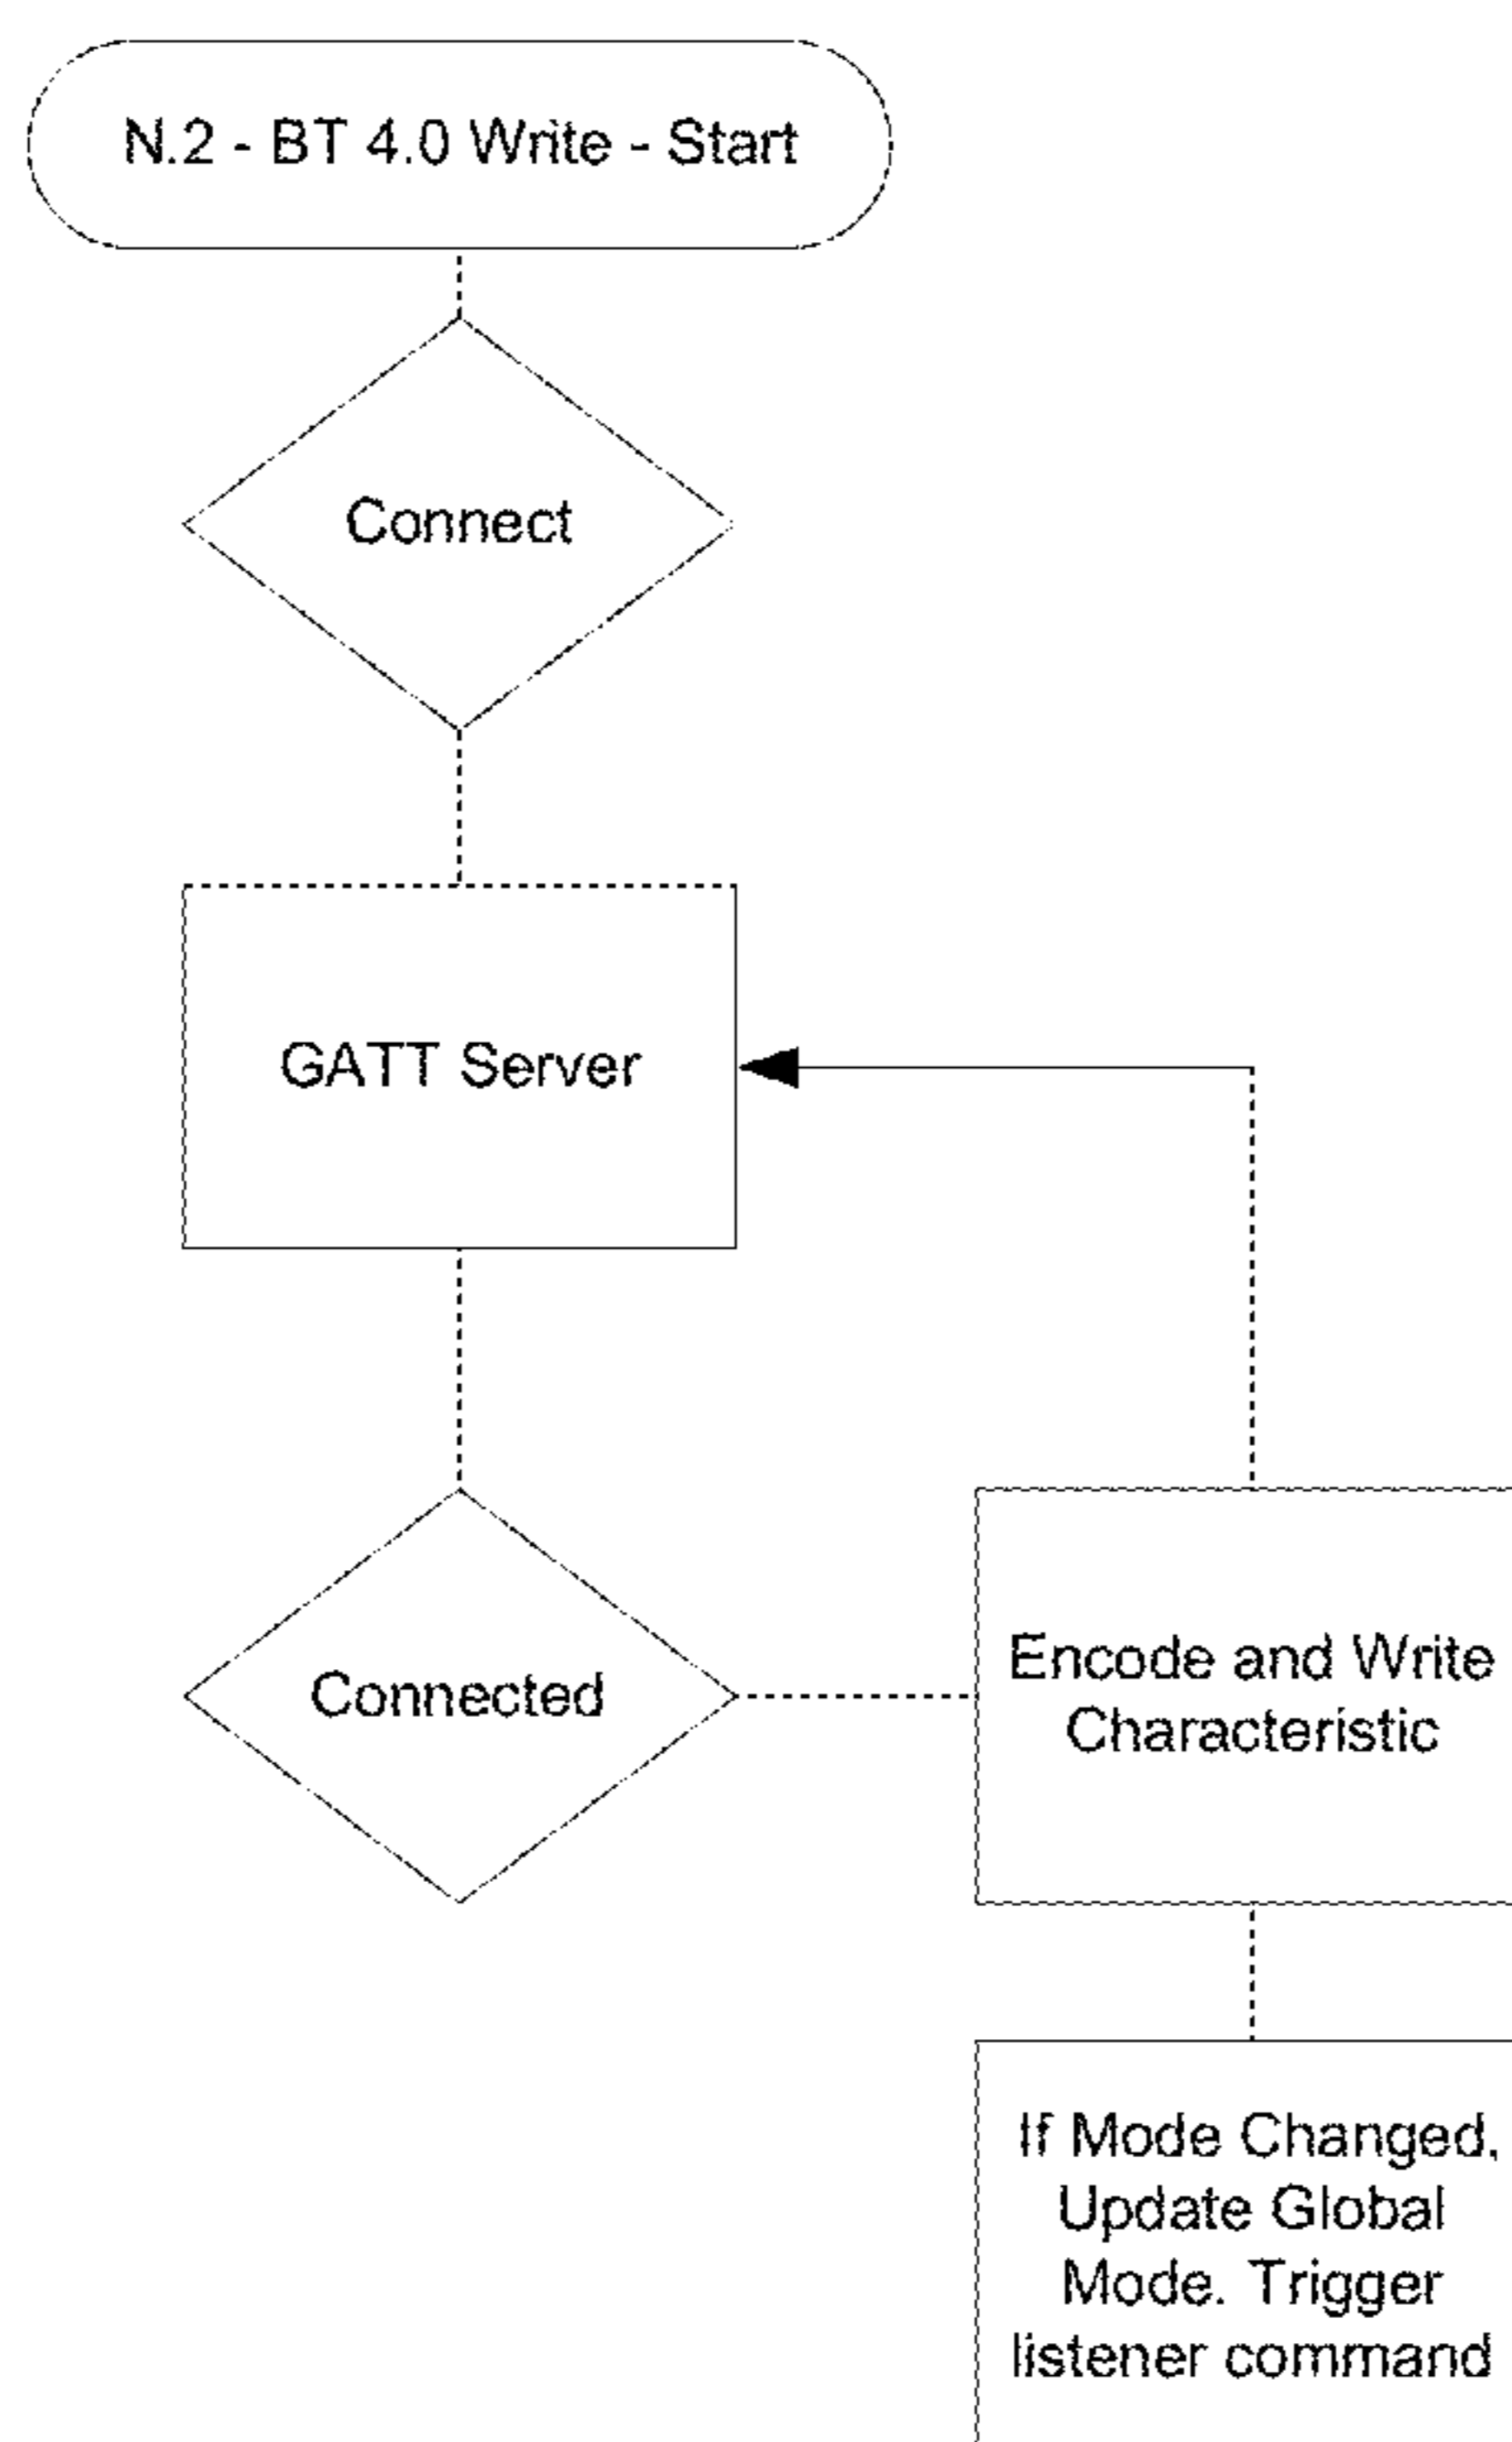 N.2 - BT 4.0 Write - Start
Connect
GATT Server
Connected
Encode and Write
Characteristic
If Mode Changed,
Update Global
Mode. Trigger
listener command